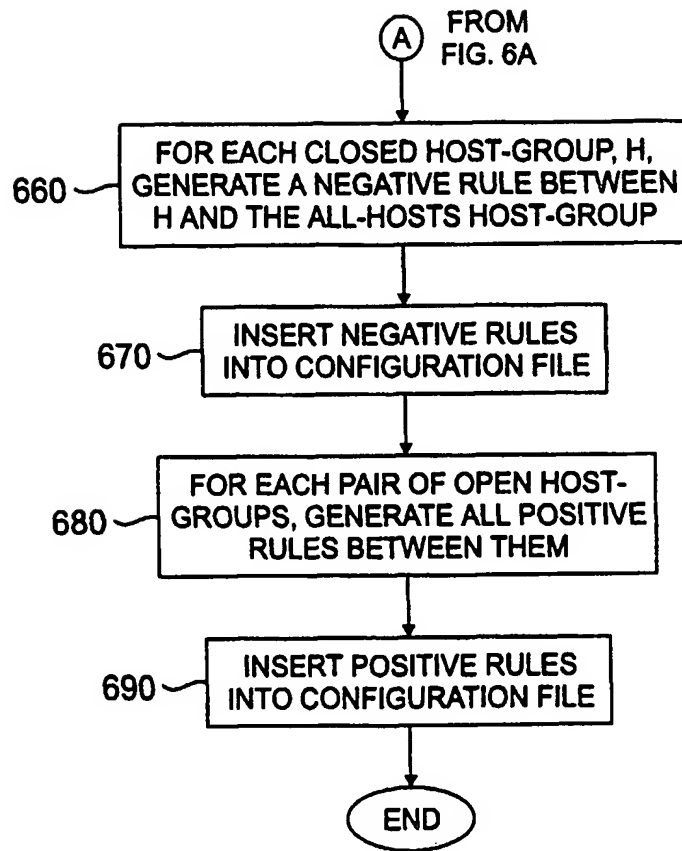 A
FROM
FIG. 6A
660
FOR EACH CLOSED HOST-GROUP, H,
GENERATE A NEGATIVE RULE BETWEEN
H AND THE ALL-HOSTS HOST-GROUP
670
INSERT NEGATIVE RULES
INTO CONFIGURATION FILE
680
FOR EACH PAIR OF OPEN HOST-
GROUPS, GENERATE ALL POSITIVE
RULES BETWEEN THEM
690
INSERT POSITIVE RULES
INTO CONFIGURATION FILE
END